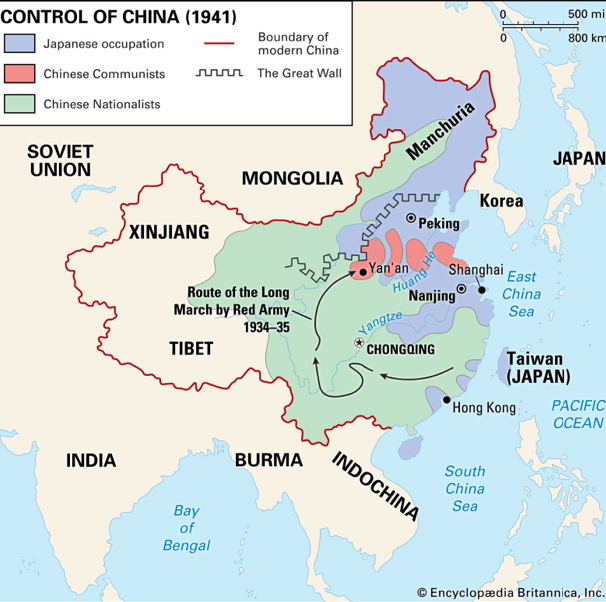 CONTROL OF CHINA (1941)
Japanese occupation
Chinese Communists
Chinese Nationalists
Boundary of
modern China
The Great Wall
0 500 mi
0 800 km
SOVIET
UNION
MONGOLIA
Manchuria
JAPAN
Korea
XINJIANG
Peking
Yan'an
Huang He
Shanghai
Nanjing
East
China
Sea
Route of the Long
March by Red Army
1934–35
Yangtze
TIBET
CHONGQING
Taiwan
(JAPAN)
Hong Kong
PACIFIC
OCEAN
INDIA
BURMA
INDOCHINA
South
China
Sea
Bay
of
Bengal
© Encyclopædia Britannica, Inc.